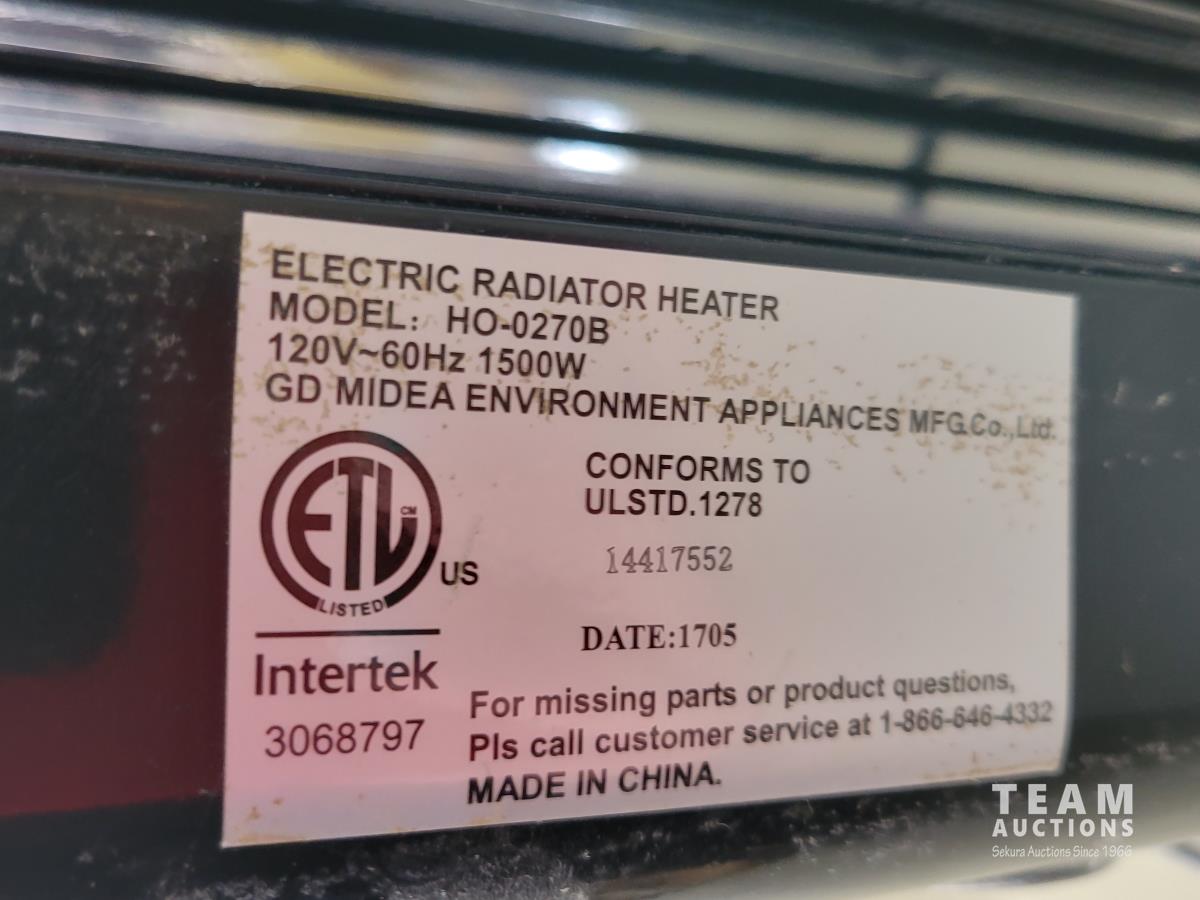 ELECTRIC RADIATOR HEATER
MODEL: HO-0270B
120V~60Hz 1500W
GD MIDEA ENVIRONMENT APPLIANCES MFG.Co.,Ltd.
CONFORMS TO
ULSTD.1278
14417552
DATE:1705
ETL CM
LISTED
US
Intertek
3068797
For missing parts or product questions,
Pls call customer service at 1-866-646-4332
MADE IN CHINA.
TEAM
AUCTIONS
Sekura Auctions Since 1966